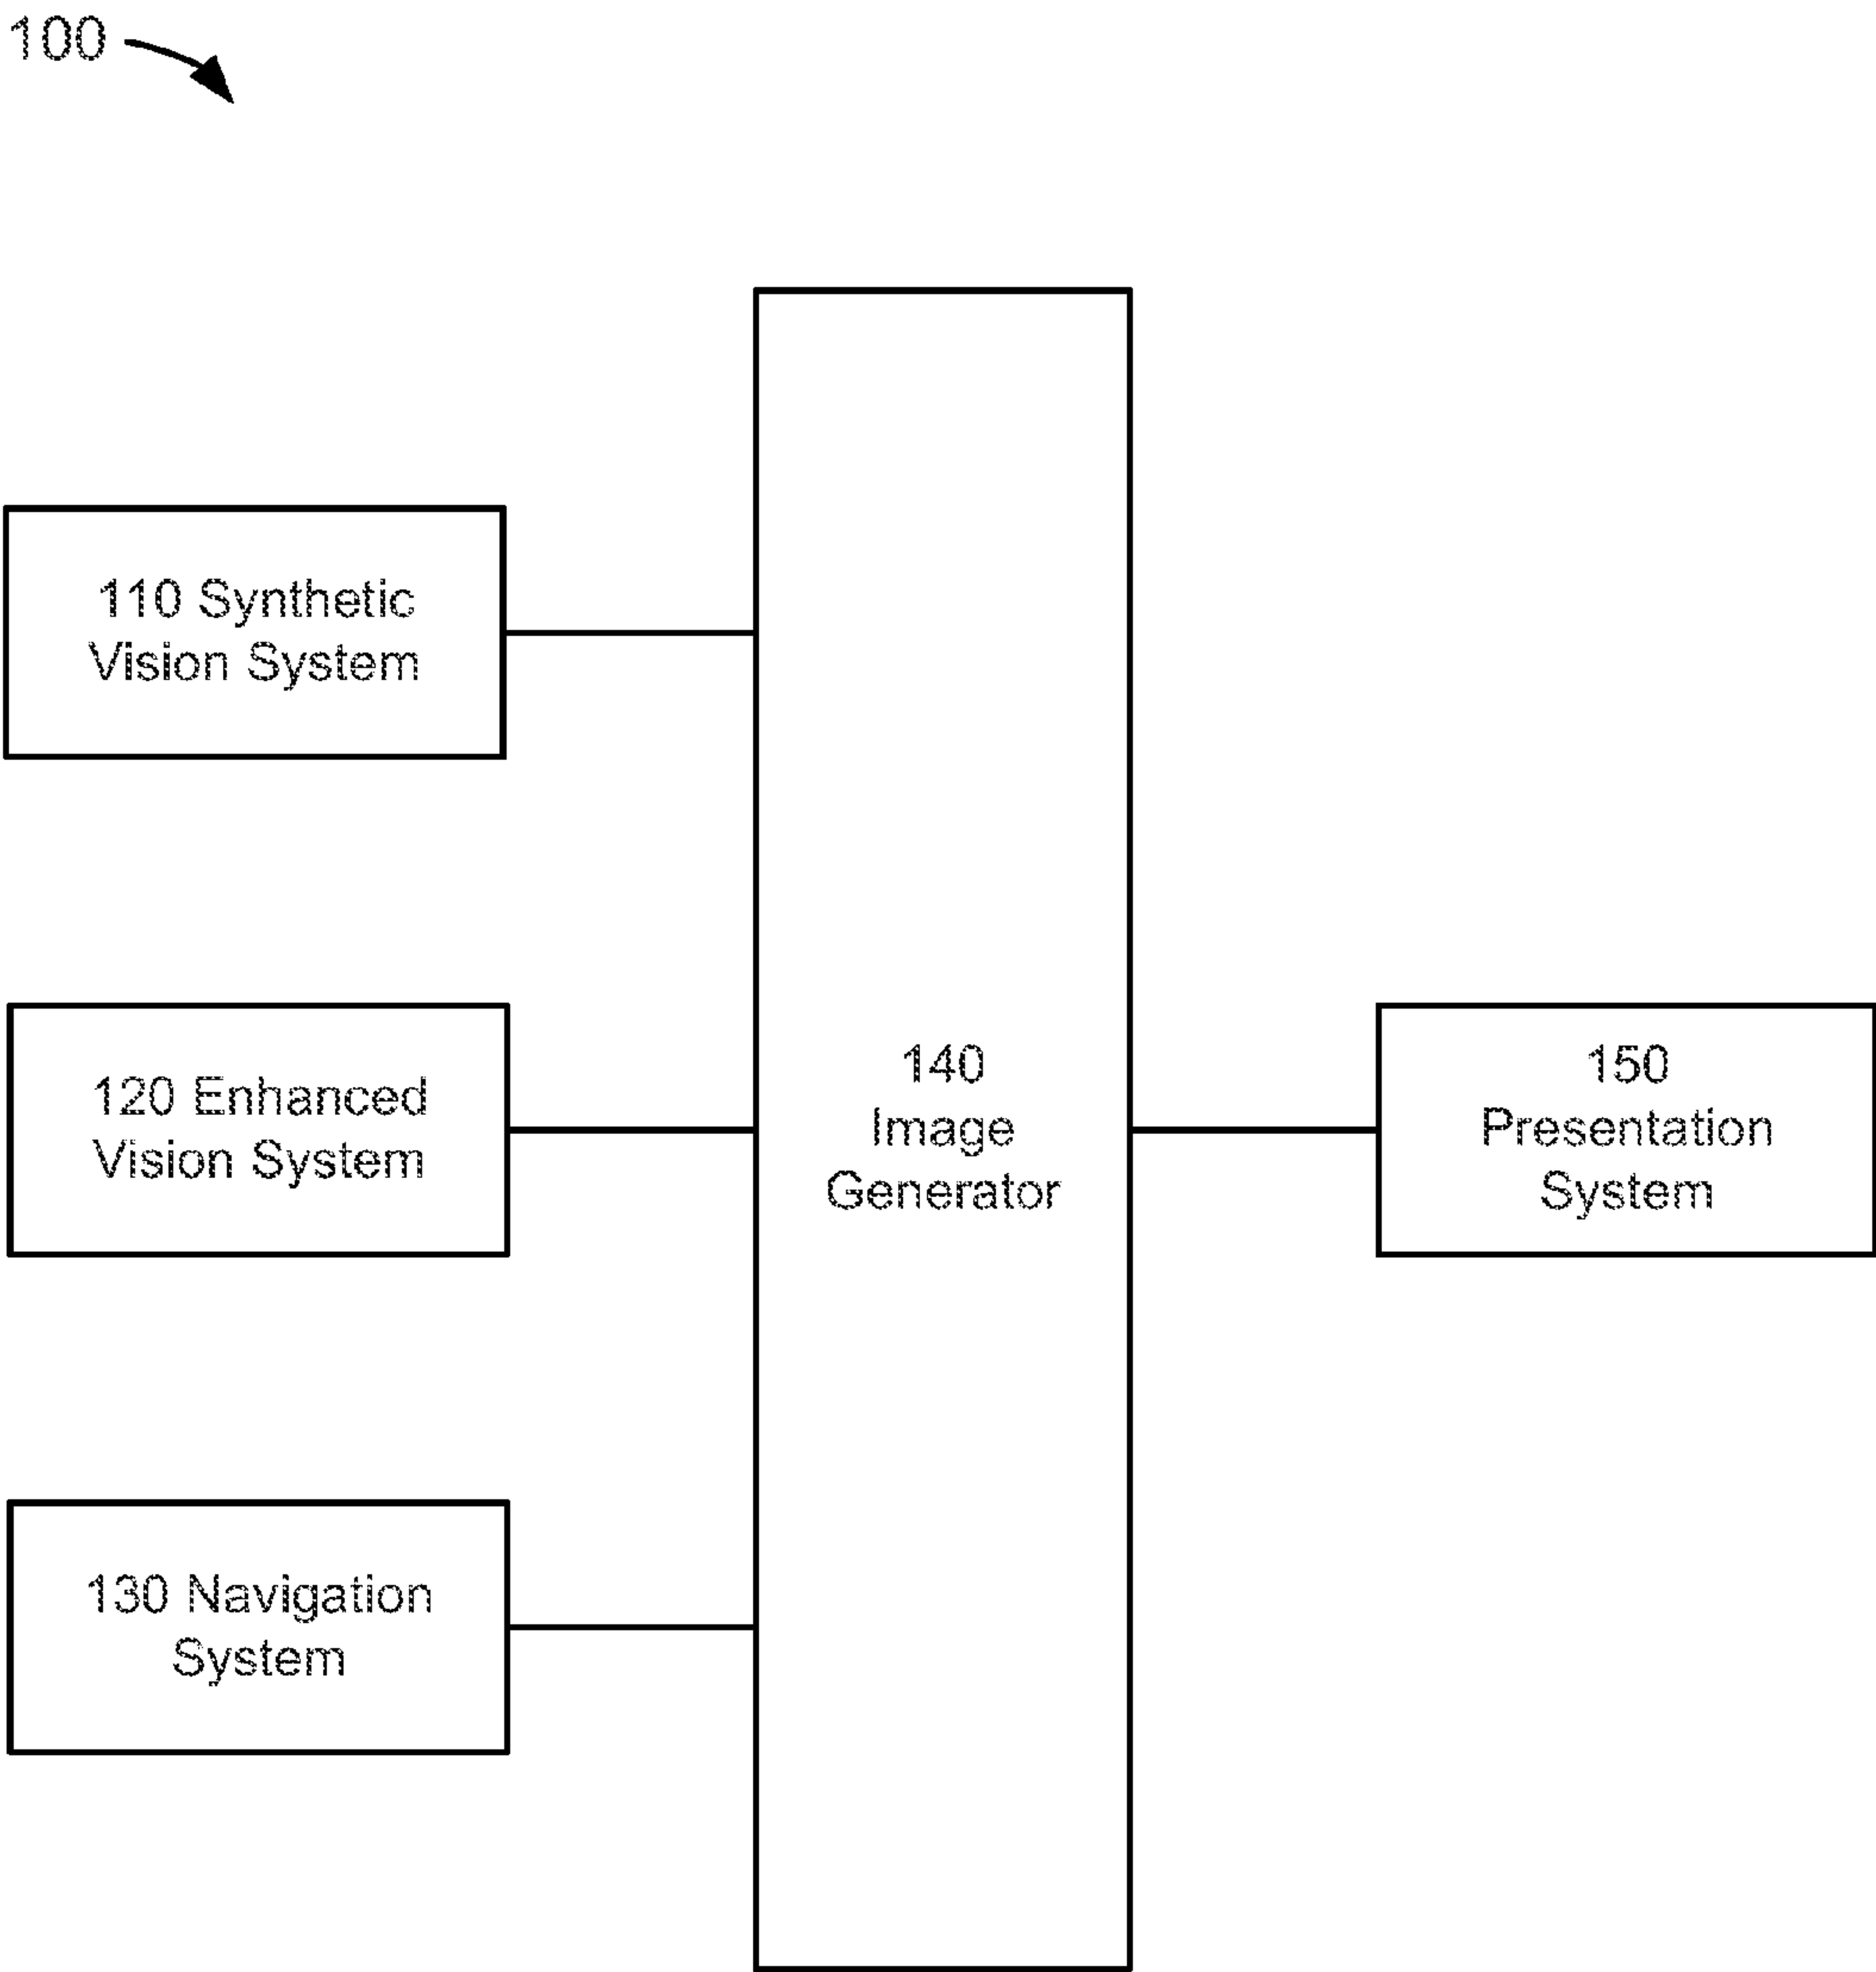 100
110 Synthetic
Vision System
120 Enhanced
Vision System
130 Navigation
System
140
Image
Generator
150
Presentation
System